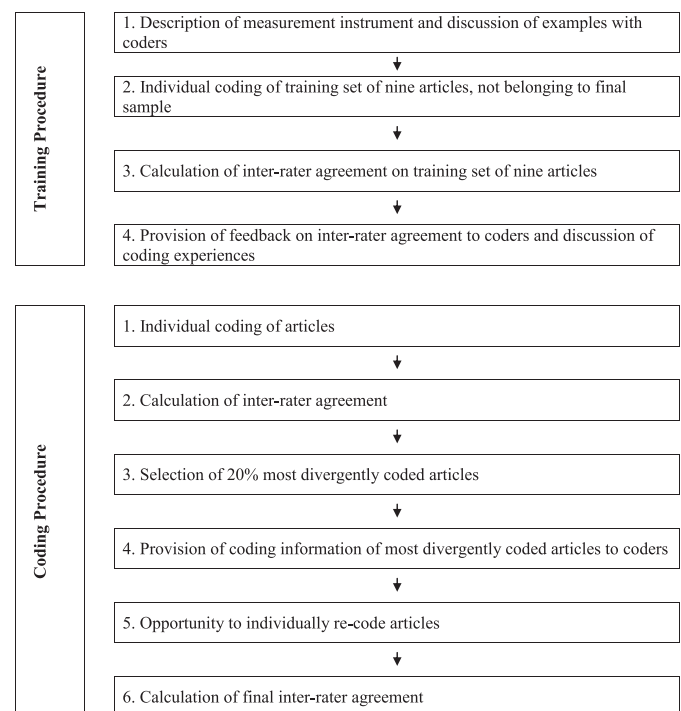 Training Procedure
1. Description of measurement instrument and discussion of examples with
coders
2. Individual coding of training set of nine articles, not belonging to final
sample
3. Calculation of inter-rater agreement on training set of nine articles
4. Provision of feedback on inter-rater agreement to coders and discussion of
coding experiences
Coding Procedure
1. Individual coding of articles
2. Calculation of inter-rater agreement
3. Selection of 20% most divergently coded articles
4. Provision of coding information of most divergently coded articles to coders
5. Opportunity to individually re-code articles
6. Calculation of final inter-rater agreement